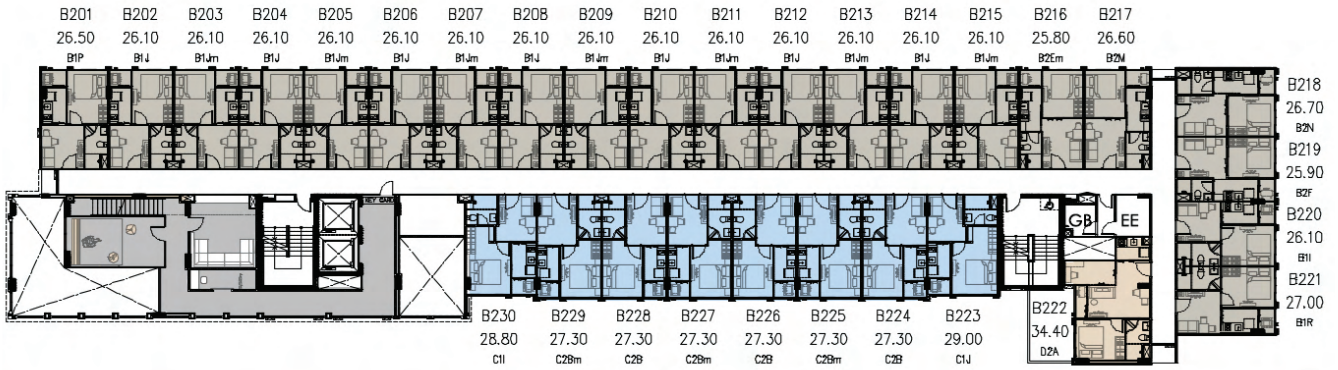 B201 B202 B203 B204 B205 B206 B207 B208 B209 B210 B211 B212 B213 B214 B215 B216 B217
26.50 26.10 26.10 26.10 26.10 26.10 26.10 26.10 26.10 26.10 26.10 26.10 26.10 26.10 26.10 25.80 26.60
B1P B1J B1Jm B1J B1Jm B1J B1Jm B1J B1Jm B1J B1Jm B1J B1Jm B1J B1Jm B2Em B2M
B218
26.70
B2N
B219
25.90
B2F
B220
26.10
B1I
B221
27.00
B1R
KEY CARD
GB EE
B222
34.40
D2A
B230 B229 B228 B227 B226 B225 B224 B223
28.80 27.30 27.30 27.30 27.30 27.30 27.30 29.00
C1I C2Bm C2B C2Bm C2B C2Bm C2B C1J